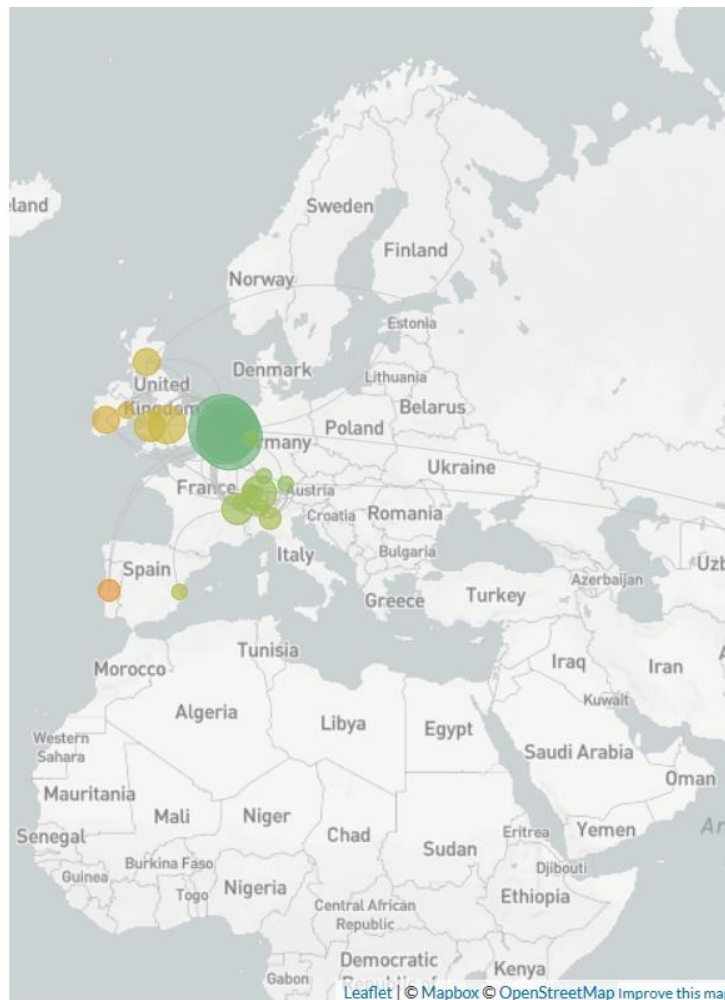 eland
Sweden
Finland
Norway
Estonia
United
Kingdom
Denmark
Lithuania
Belarus
Poland
rmany
Ukraine
France
Austria
Croatia
Romania
Italy
Bulgaria
Spain
Greece
Turkey
Azerbaijan
Uzb
Tunisia
Morocco
Iraq
Iran
Algeria
Libya
Egypt
Kuwait
Western
Sahara
Saudi Arabia
Oman
Mauritania
Mali
Niger
Chad
Sudan
Eritrea
Yemen
Ar
Senegal
Burkina Faso
Guinea
Togo
Nigeria
Djibouti
Ethiopia
Central African
Republic
Democratic
Gabon
Kenya
Leaflet | © Mapbox © OpenStreetMap Improve this map